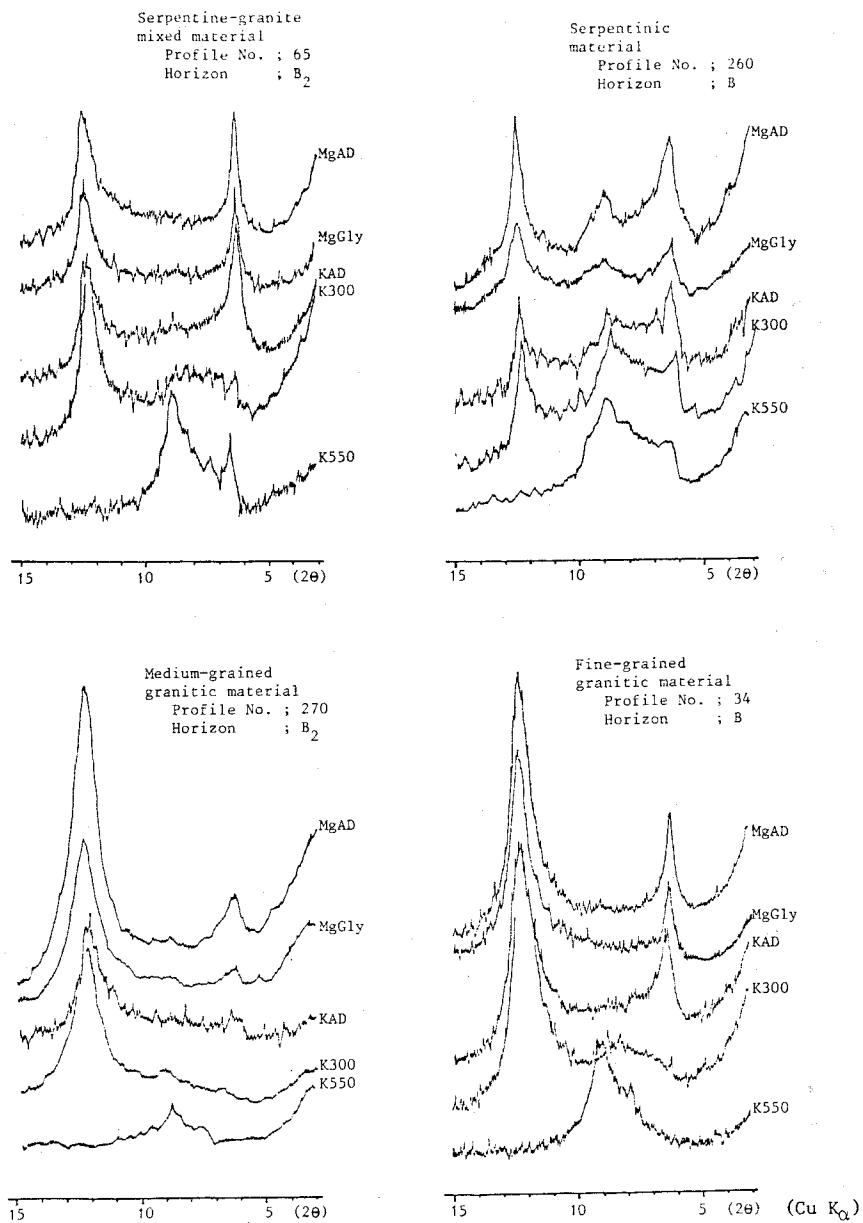 Serpentine-granite
mixed material
Profile No. ; 65
Horizon ; B2
MgAD
MgGly
KAD
K300
K550
15 10 5 (2θ)
Serpentinic
material
Profile No. ; 260
Horizon ; B
MgAD
MgGly
KAD
K300
K550
15 10 5 (2θ)
Medium-grained
granitic material
Profile No. ; 270
Horizon ; B2
MgAD
MgGly
KAD
K300
K550
15 10 5 (2θ)
Fine-grained
granitic material
Profile No. ; 34
Horizon ; B
MgAD
MgGly
KAD
K300
K550
15 10 5 (2θ) (Cu Kα)